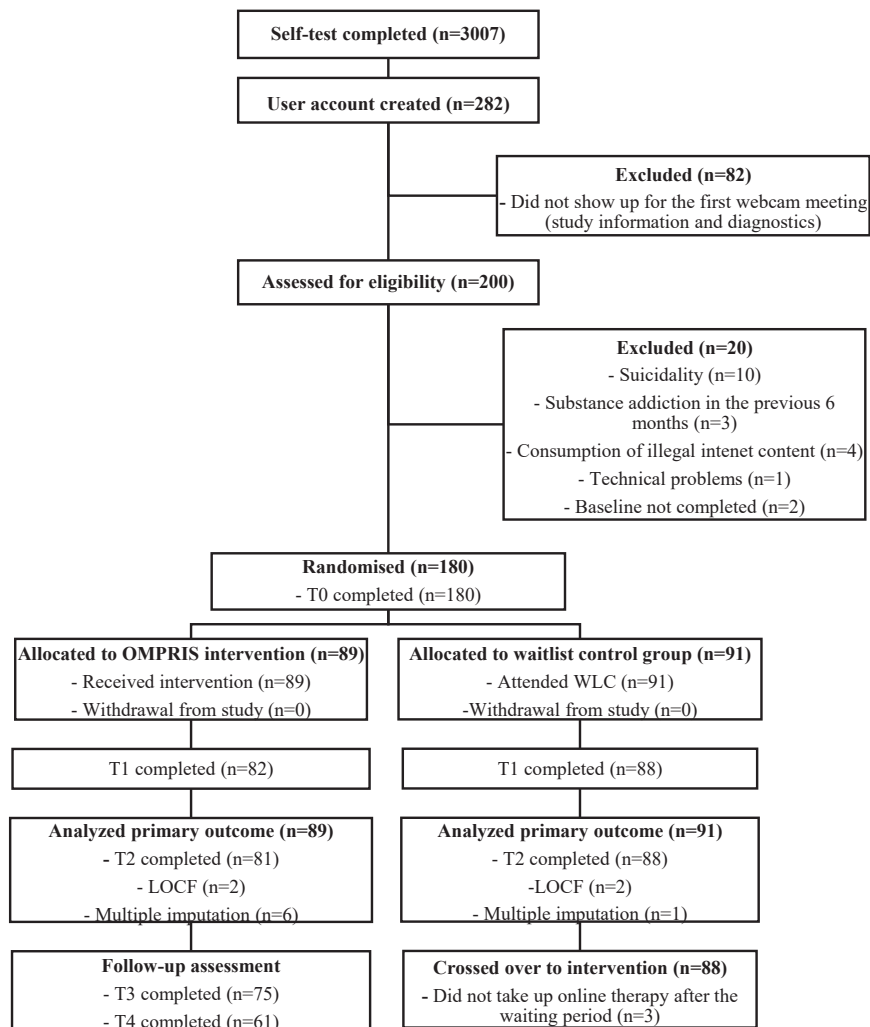 Self-test completed (n=3007)
User account created (n=282)
Excluded (n=82)
- Did not show up for the first webcam meeting
(study information and diagnostics)
Assessed for eligibility (n=200)
Excluded (n=20)
- Suicidality (n=10)
- Substance addiction in the previous 6
months (n=3)
- Consumption of illegal intenet content (n=4)
- Technical problems (n=1)
- Baseline not completed (n=2)
Randomised (n=180)
- T0 completed (n=180)
Allocated to OMPRIS intervention (n=89)
- Received intervention (n=89)
- Withdrawal from study (n=0)
Allocated to waitlist control group (n=91)
- Attended WLC (n=91)
-Withdrawal from study (n=0)
T1 completed (n=82)
T1 completed (n=88)
Analyzed primary outcome (n=89)
- T2 completed (n=81)
- LOCF (n=2)
- Multiple imputation (n=6)
Analyzed primary outcome (n=91)
- T2 completed (n=88)
-LOCF (n=2)
- Multiple imputation (n=1)
Follow-up assessment
- T3 completed (n=75)
- T4 completed (n=61)
Crossed over to intervention (n=88)
- Did not take up online therapy after the
waiting period (n=3)